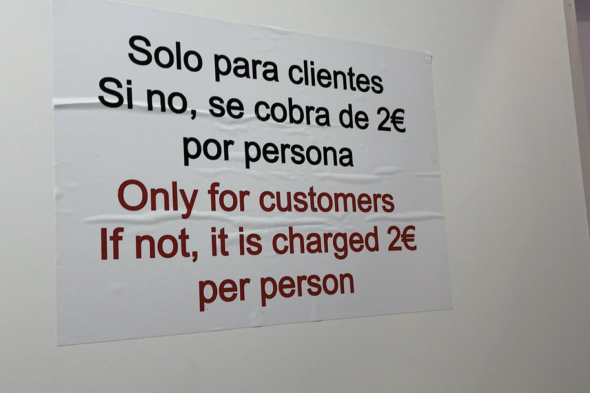 Solo para clientes
Si no, se cobra de 2€
por persona
Only for customers
If not, it is charged 2€
per person